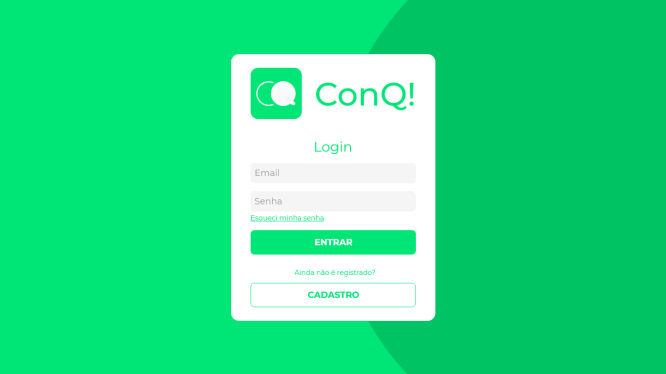 ConQ!
Login
Email
Senha
Esqueci minha senha
ENTRAR
Ainda não é registrado?
CADASTRO